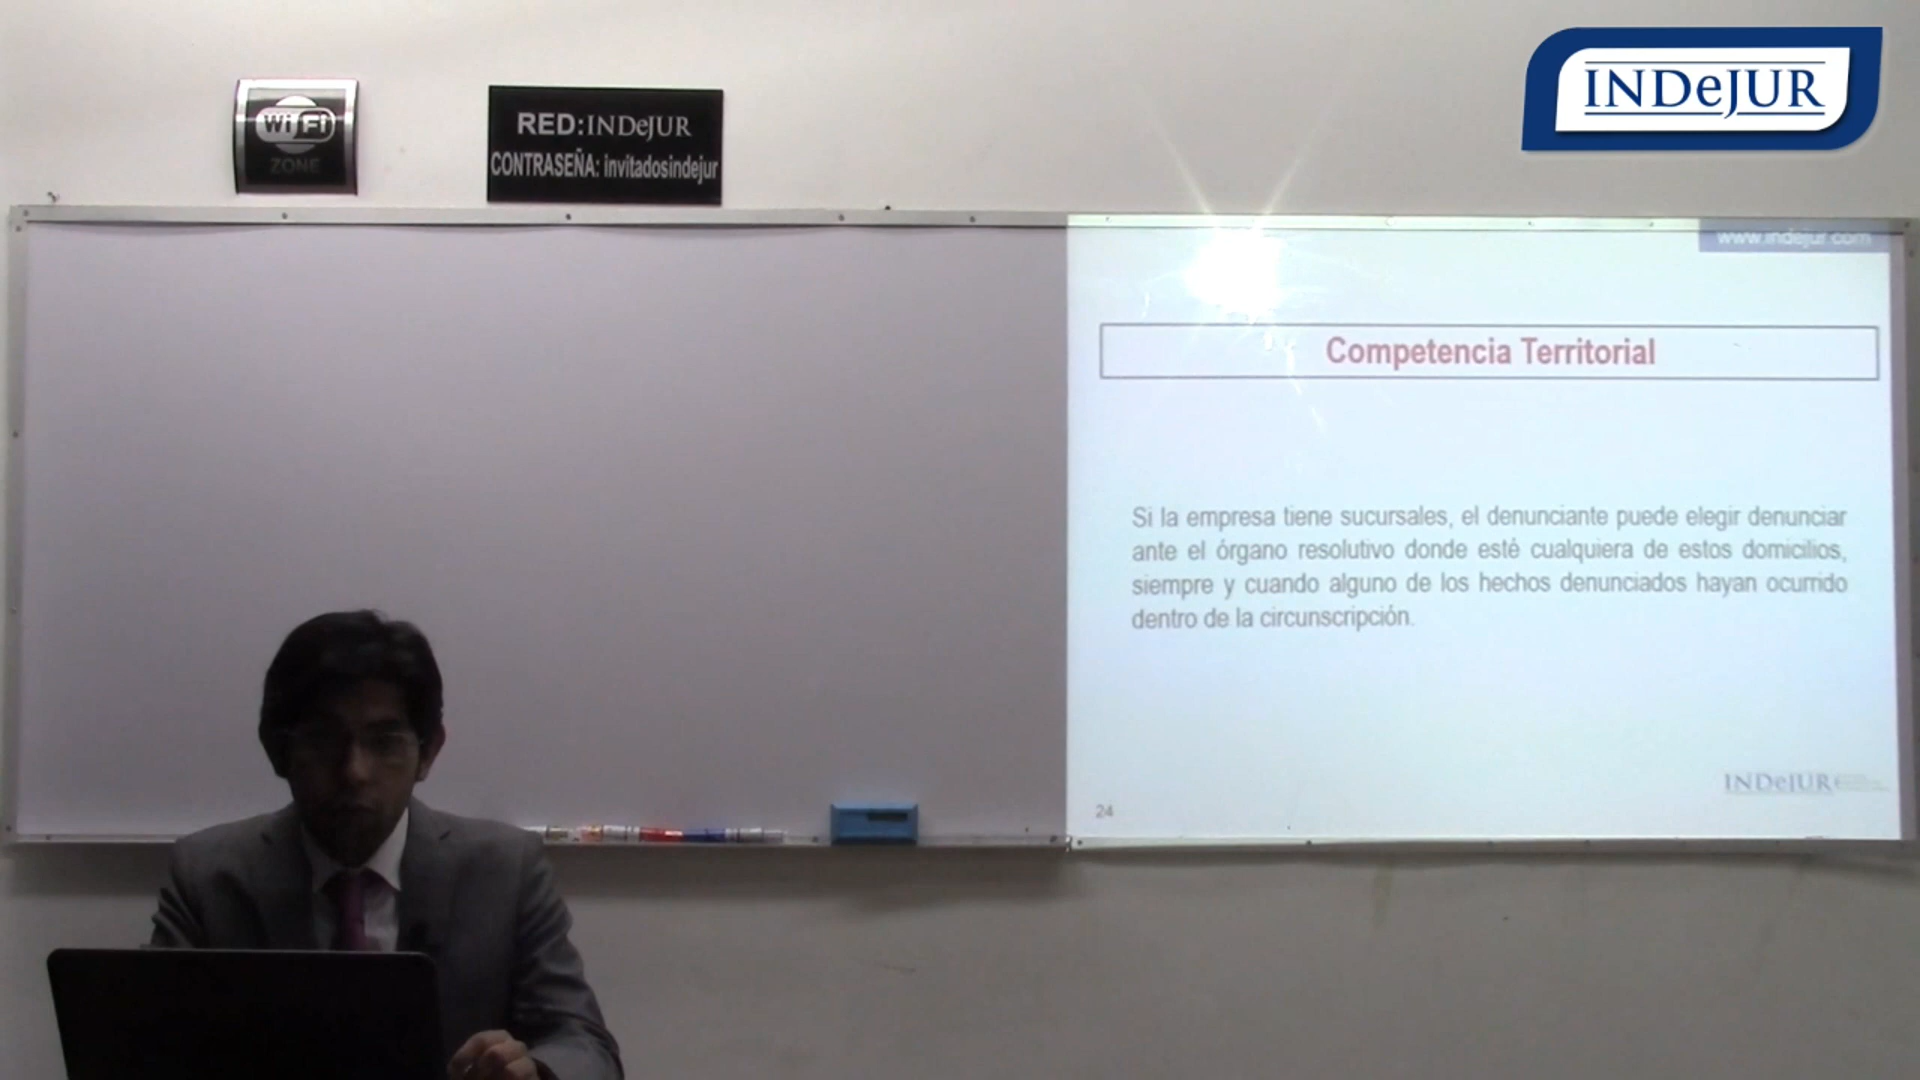 INDeJUR
Wi Fi
ZONE
RED:INDeJUR
CONTRASEÑA: invitadosindejur
www.indejur.com
Competencia Territorial
Si la empresa tiene sucursales, el denunciante puede elegir denunciar
ante el órgano resolutivo donde esté cualquiera de estos domicilios,
siempre y cuando alguno de los hechos denunciados hayan ocurrido
dentro de la circunscripción.
INDeJUR
24